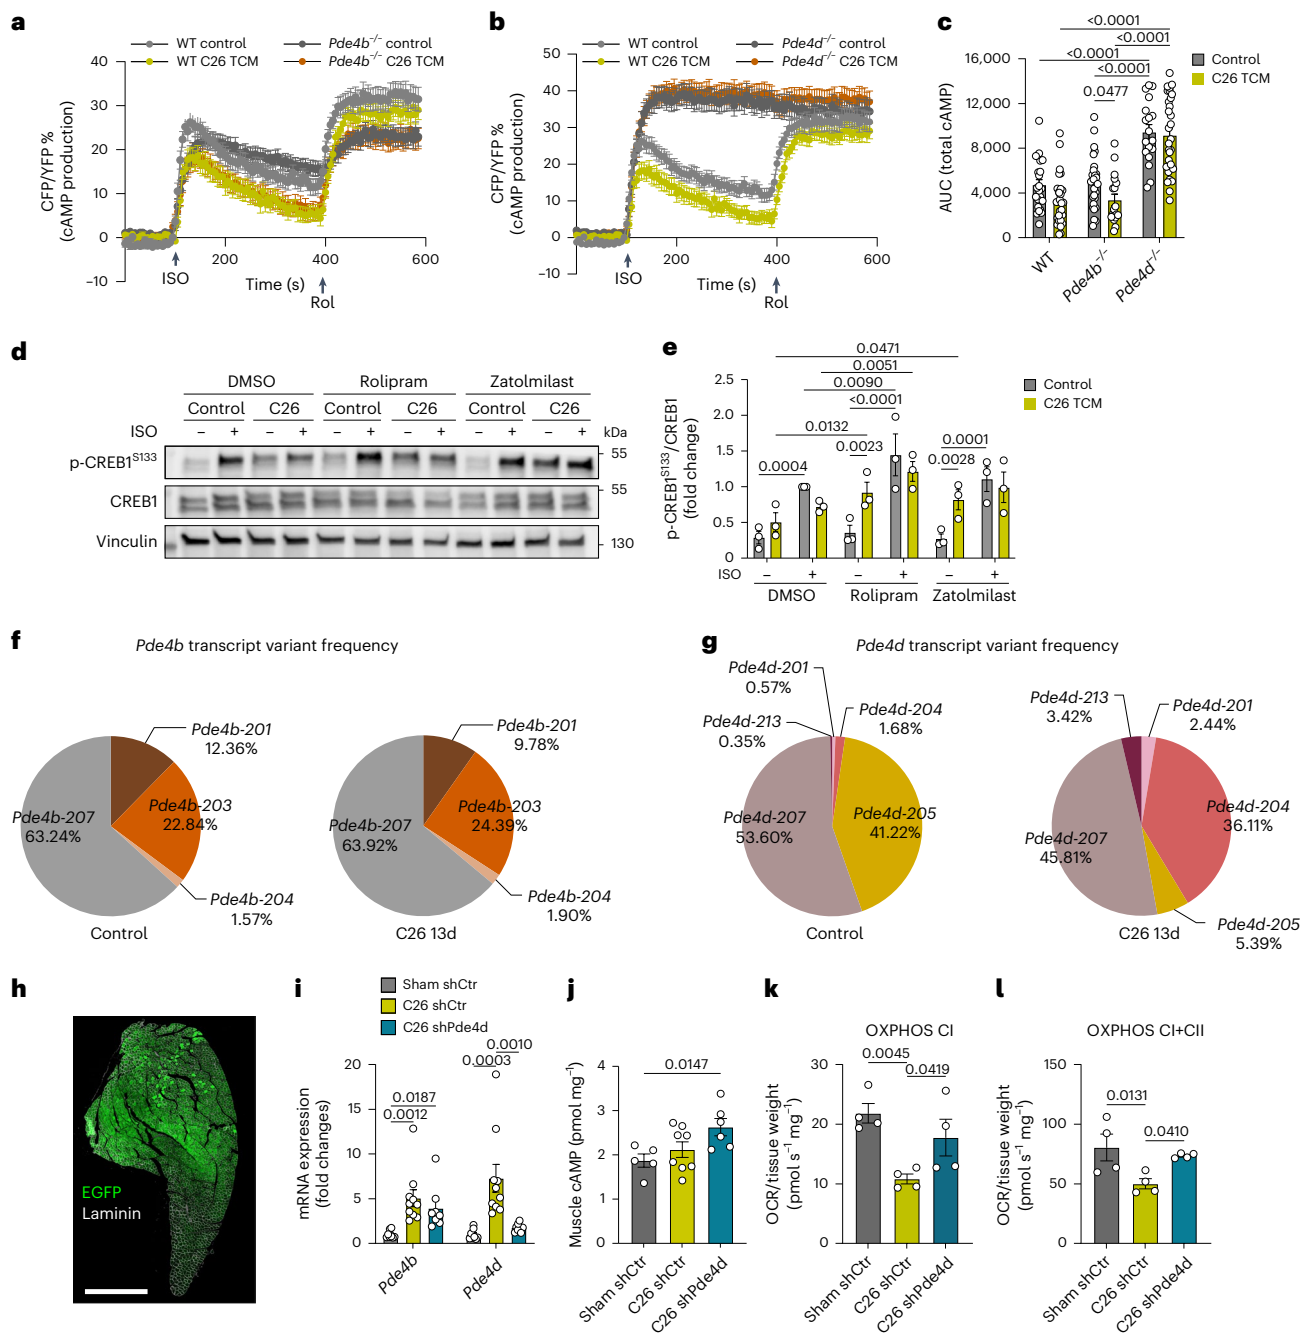 a
WT control
Pde4b−/− control
WT C26 TCM
Pde4b−/− C26 TCM
CFP/YFP %
(cAMP production)
40
30
20
10
0
−10
200
400
600
ISO
Time (s)
Rol
b
WT control
Pde4d−/− control
WT C26 TCM
Pde4d−/− C26 TCM
CFP/YFP %
(cAMP production)
50
40
30
20
10
0
−10
200
400
600
ISO
Time (s)
Rol
c
<0.0001
<0.0001
<0.0001
<0.0001
0.0477
Control
C26 TCM
AUC (total cAMP)
16,000
12,000
8,000
4,000
0
WT
Pde4b−/−
Pde4d−/−
d
DMSO
Rolipram
Zatolmilast
Control
C26
Control
C26
Control
C26
ISO
− + − + − + − + − + − +
kDa
p-CREB1S133
55
CREB1
55
Vinculin
130
e
0.0471
0.0051
0.0090
<0.0001
0.0132
0.0023
0.0001
0.0004
0.0028
Control
C26 TCM
p-CREB1S133/CREB1
(fold change)
2.5
2.0
1.5
1.0
0.5
0
ISO
− + − + − +
DMSO
Rolipram
Zatolmilast
f
Pde4b transcript variant frequency
Pde4b-201
12.36%
Pde4b-203
22.84%
Pde4b-207
63.24%
Pde4b-204
1.57%
Control
Pde4b-201
9.78%
Pde4b-203
24.39%
Pde4b-207
63.92%
Pde4b-204
1.90%
C26 13d
g
Pde4d transcript variant frequency
Pde4d-201
0.57%
Pde4d-204
1.68%
Pde4d-213
0.35%
Pde4d-207
53.60%
Pde4d-205
41.22%
Control
Pde4d-213
3.42%
Pde4d-201
2.44%
Pde4d-204
36.11%
Pde4d-207
45.81%
Pde4d-205
5.39%
C26 13d
h
EGFP
Laminin
i
Sham shCtr
C26 shCtr
C26 shPde4d
0.0010
0.0003
0.0187
0.0012
mRNA expression
(fold changes)
20
15
10
5
0
Pde4b
Pde4d
j
0.0147
Muscle cAMP (pmol mg−1)
4
3
2
1
0
Sham shCtr
C26 shCtr
C26 shPde4d
k
OXPHOS CI
0.0045
0.0419
OCR/tissue weight
(pmol s−1 mg−1)
30
20
10
0
Sham shCtr
C26 shCtr
C26 shPde4d
l
OXPHOS CI+CII
0.0131
0.0410
OCR/tissue weight
(pmol s−1 mg−1)
150
100
50
0
Sham shCtr
C26 shCtr
C26 shPde4d